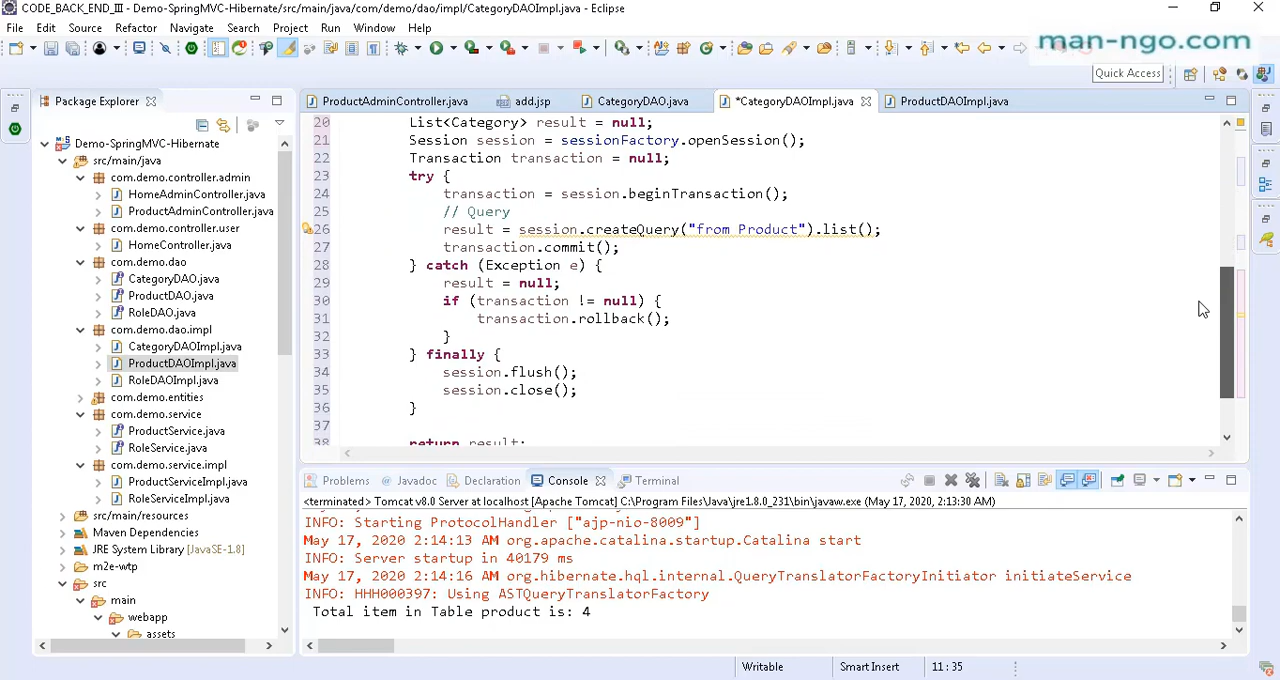 CODE_BACK_END_III - Demo-SpringMVC-Hibernate/src/main/java/com/demo/dao/impl/CategoryDAOImpl.java - Eclipse
File Edit Source Refactor Navigate Search Project Run Window Help
man-ngo.com
Quick Access
Package Explorer
ProductAdminController.java add.jsp CategoryDAO.java *CategoryDAOImpl.java ProductDAOImpl.java
Demo-SpringMVC-Hibernate
src/main/java
com.demo.controller.admin
HomeAdminController.java
ProductAdminController.java
com.demo.controller.user
HomeController.java
com.demo.dao
CategoryDAO.java
ProductDAO.java
RoleDAO.java
com.demo.dao.impl
CategoryDAOImpl.java
ProductDAOImpl.java
RoleDAOImpl.java
com.demo.entities
com.demo.service
ProductService.java
RoleService.java
com.demo.service.impl
ProductServiceImpl.java
RoleServiceImpl.java
src/main/resources
Maven Dependencies
JRE System Library [JavaSE-1.8]
m2e-wtp
src
main
webapp
assets
20 List<Category> result = null;
21 Session session = sessionFactory.openSession();
22 Transaction transaction = null;
23 try {
24 transaction = session.beginTransaction();
25 // Query
26 result = session.createQuery("from Product").list();
27 transaction.commit();
28 } catch (Exception e) {
29 result = null;
30 if (transaction != null) {
31 transaction.rollback();
32 }
33 } finally {
34 session.flush();
35 session.close();
36 }
37
38 return result;
Problems Javadoc Declaration Console Terminal
<terminated> Tomcat v8.0 Server at localhost [Apache Tomcat] C:\Program Files\Java\jre1.8.0_231\bin\javaw.exe (May 17, 2020, 2:13:30 AM)
INFO: Starting ProtocolHandler ["ajp-nio-8009"]
May 17, 2020 2:14:13 AM org.apache.catalina.startup.Catalina start
INFO: Server startup in 40179 ms
May 17, 2020 2:14:16 AM org.hibernate.hql.internal.QueryTranslatorFactoryInitiator initiateService
INFO: HHH000397: Using ASTQueryTranslatorFactory
Total item in Table product is: 4
Writable Smart Insert 11 : 35